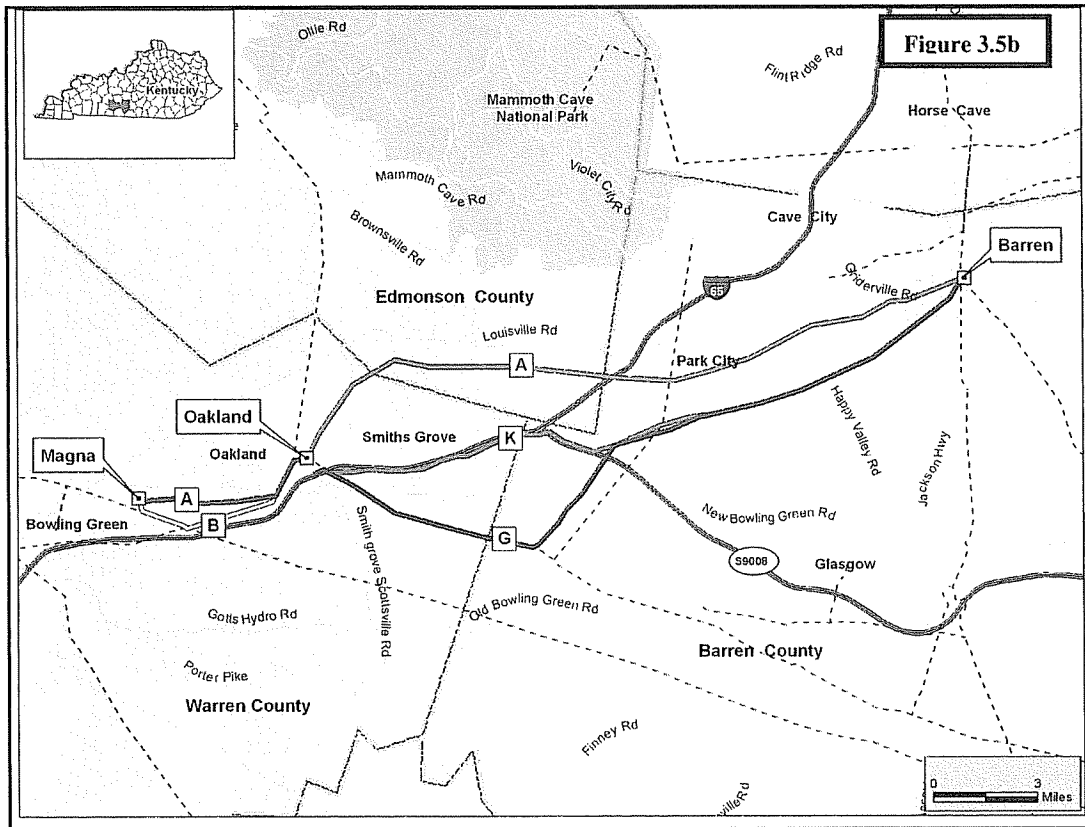 Ollie Rd
Flint Ridge Rd
Figure 3.5b
Kentucky
Mammoth Cave
National Park
Horse Cave
Mammoth Cave Rd
Violet City Rd
Brownsville Rd
Cave City
Barren
Edmonson County
65
Griderville Rd
Louisville Rd
A
Park City
Oakland
Smiths Grove
K
Happy Valley Rd
Magna
Oakland
Jackson Hwy
A
Bowling Green
B
New Bowling Green Rd
G
S9008
Glasgow
Smith grove Scottsville Rd
Gotts Hydro Rd
Old Bowling Green Rd
Barren County
Porter Pike
Warren County
Finney Rd
0 3
Miles